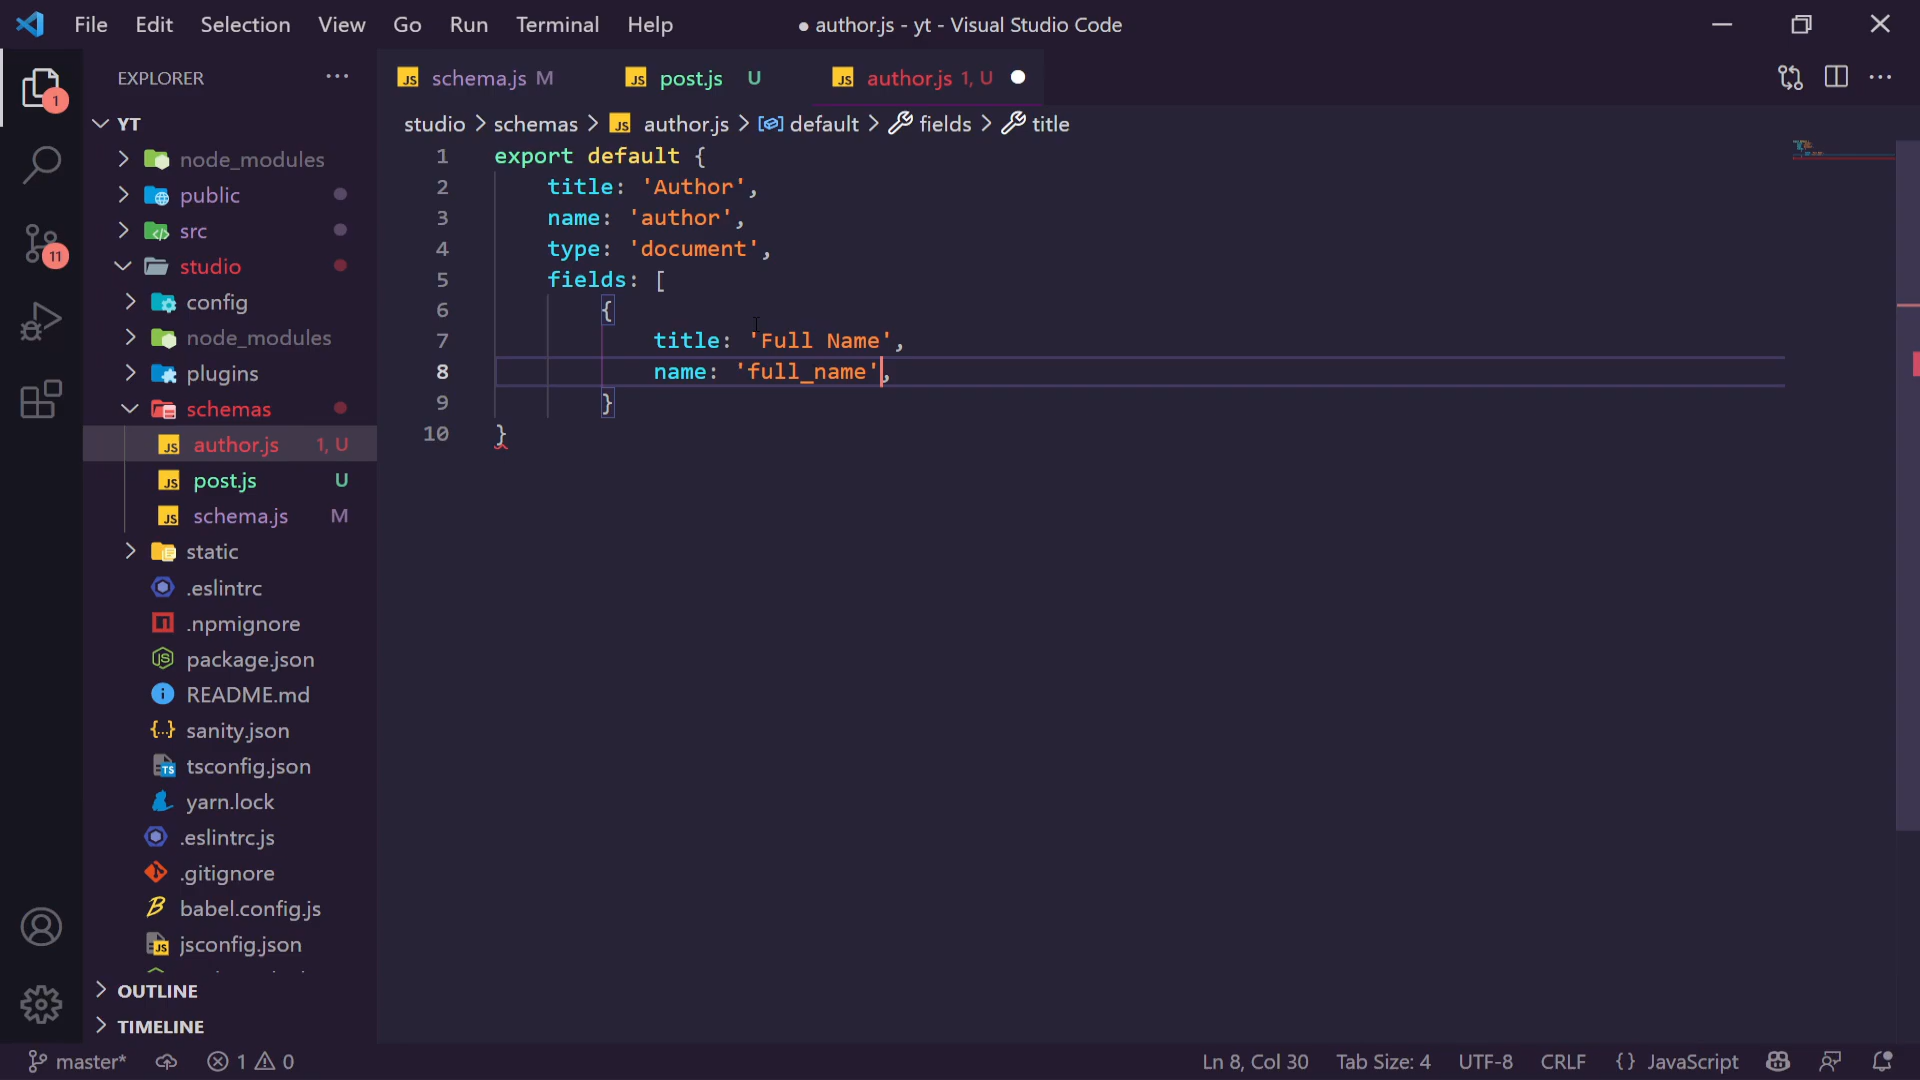 File Edit Selection View Go Run Terminal Help
● author.js - yt - Visual Studio Code
EXPLORER
schema.js M
post.js U
author.js 1, U
studio > schemas > author.js > default > fields > title
YT
node_modules
public
src
studio
config
node_modules
plugins
schemas
author.js 1, U
post.js U
schema.js M
static
.eslintrc
.npmignore
package.json
README.md
sanity.json
tsconfig.json
yarn.lock
.eslintrc.js
.gitignore
babel.config.js
jsconfig.json
OUTLINE
TIMELINE
1 export default {
2 title: 'Author',
3 name: 'author',
4 type: 'document',
5 fields: [
6 {
7 title: 'Full Name',
8 name: 'full_name',
9 }
10 }
1
11
master* 1 0
Ln 8, Col 30 Tab Size: 4 UTF-8 CRLF {} JavaScript